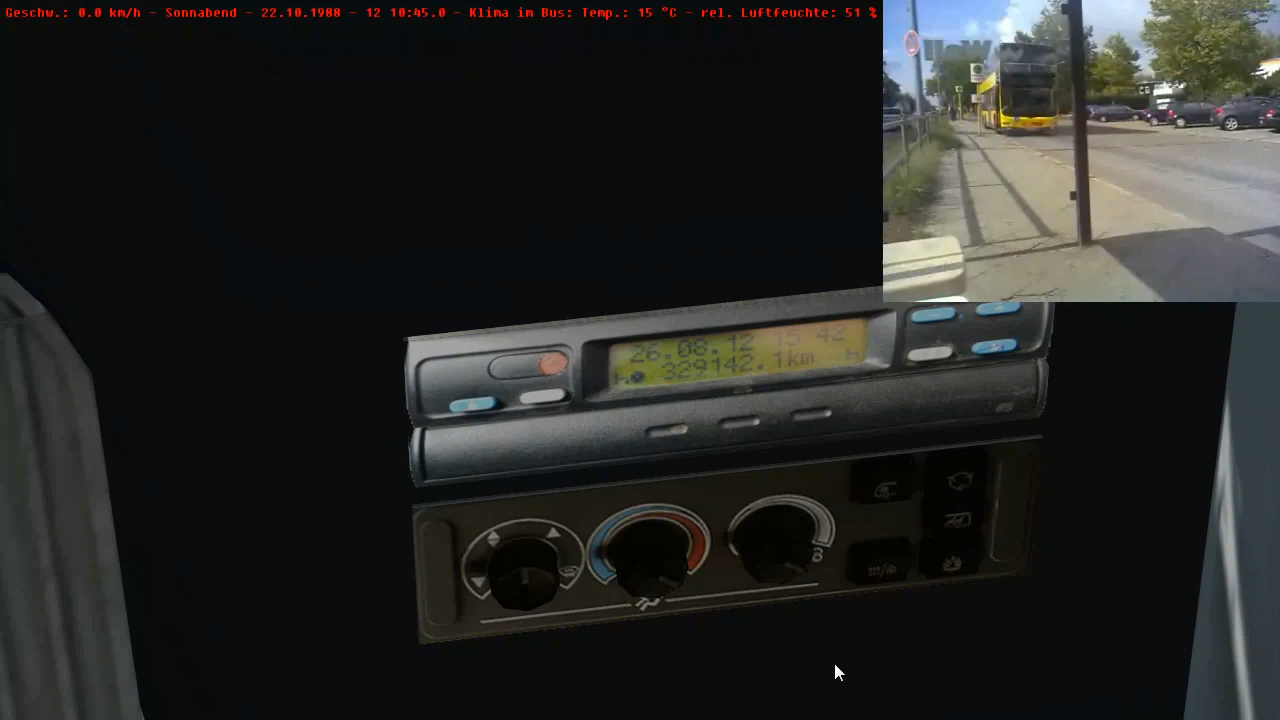 Geschw.: 0.0 km/h - Sonnabend - 22.10.1988 - 12 10:45.0 - Klima im Bus: Temp.: 15 °C - rel. Luftfeuchte: 51 %
26.08.12 15 42
329142.1km h